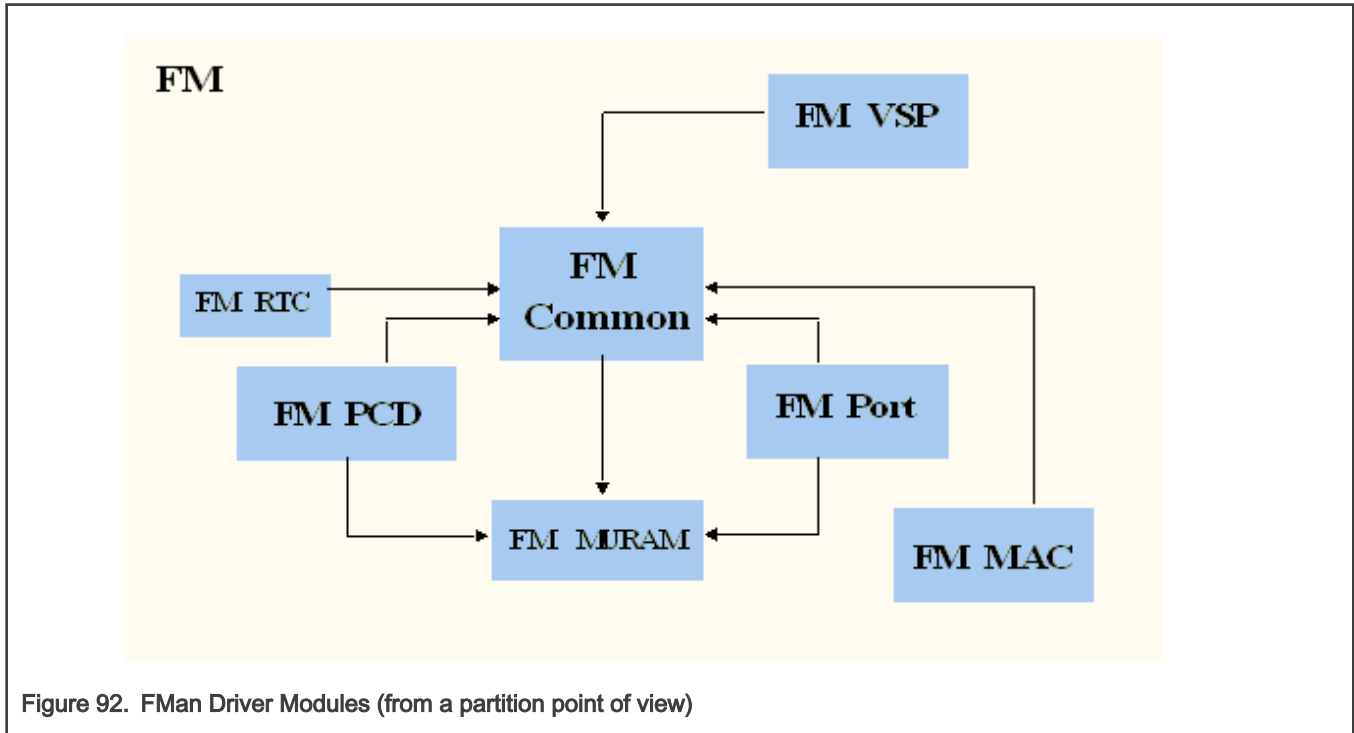 FM
FM VSP
FM
Common
FM RTC
FM PCD
FM Port
FM MURAM
FM MAC
Figure 92. FMan Driver Modules (from a partition point of view)